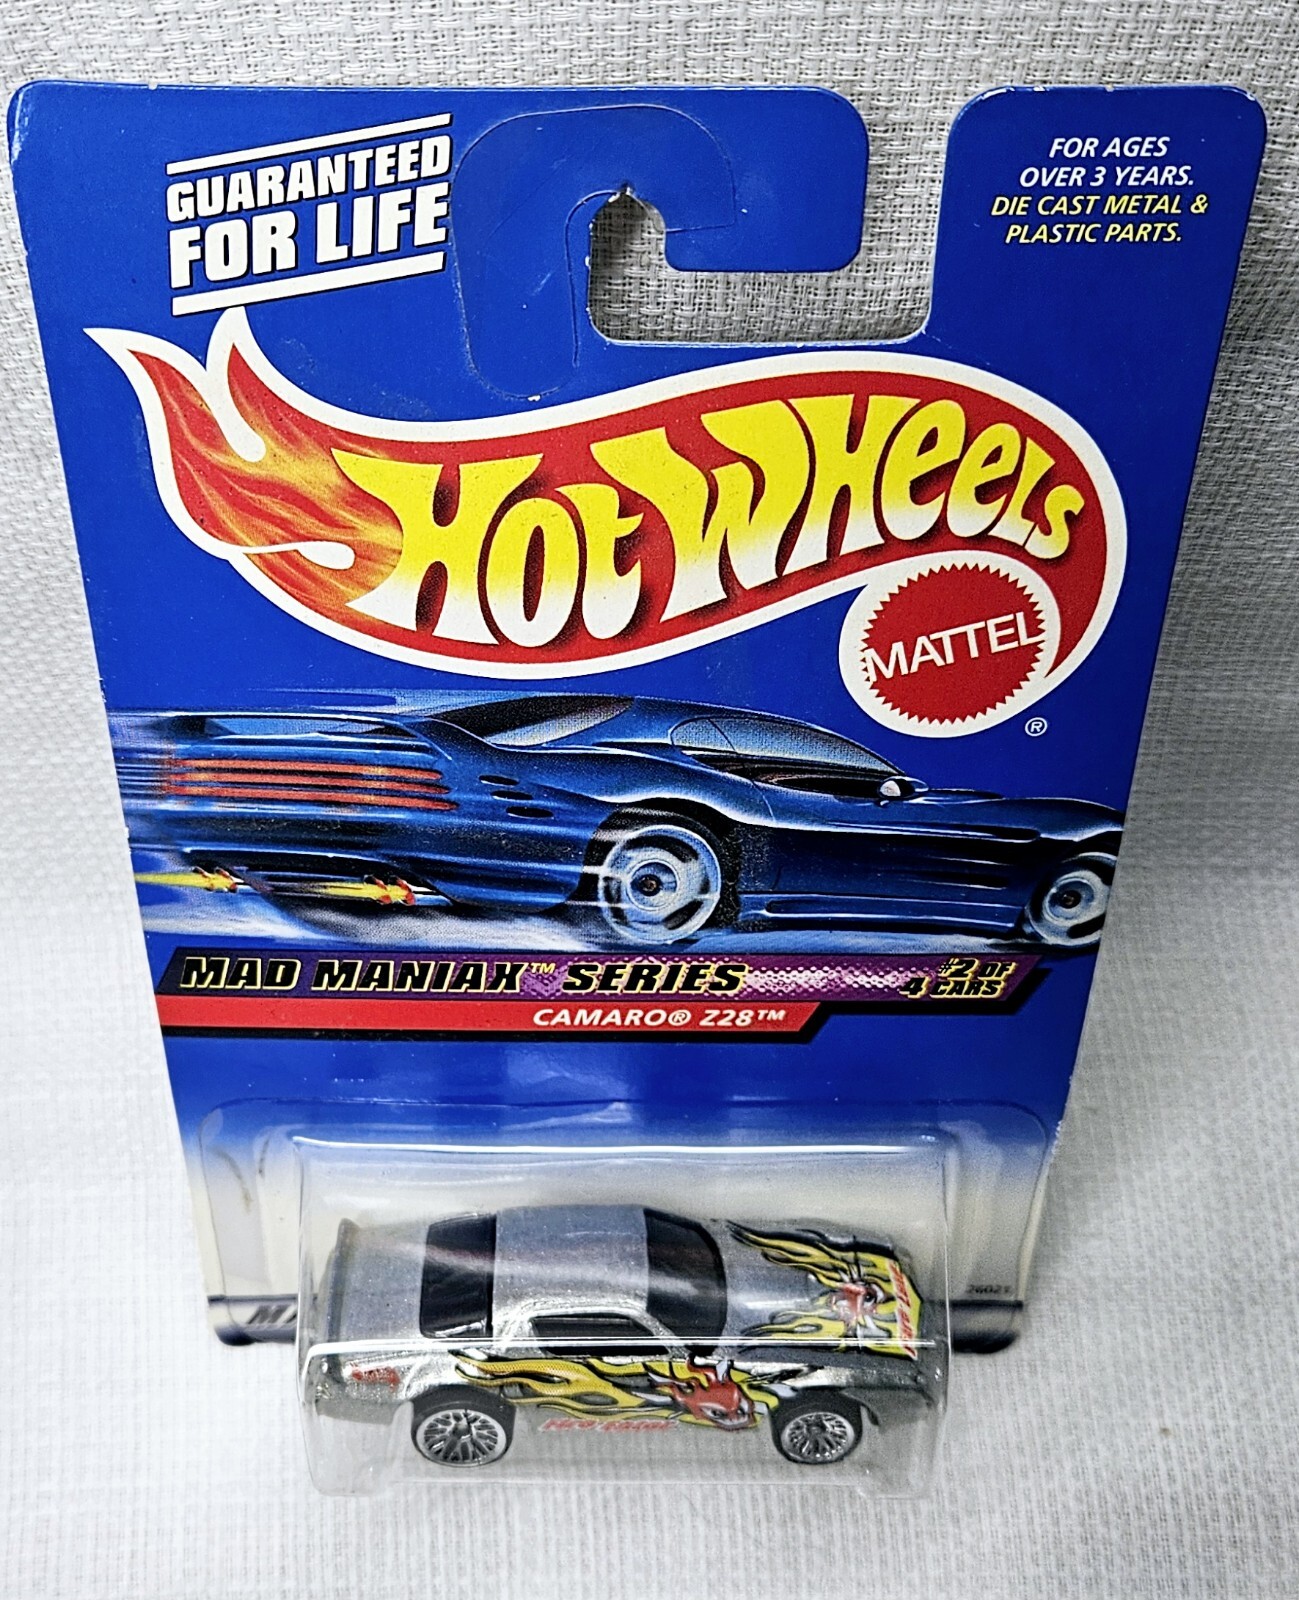 GUARANTEED
FOR LIFE
FOR AGES
OVER 3 YEARS.
DIE CAST METAL &
PLASTIC PARTS.
HOT WHEELS
MATTEL
®
MAD MANIAX™ SERIES
#2 OF
4 CARS
CAMARO® Z28™